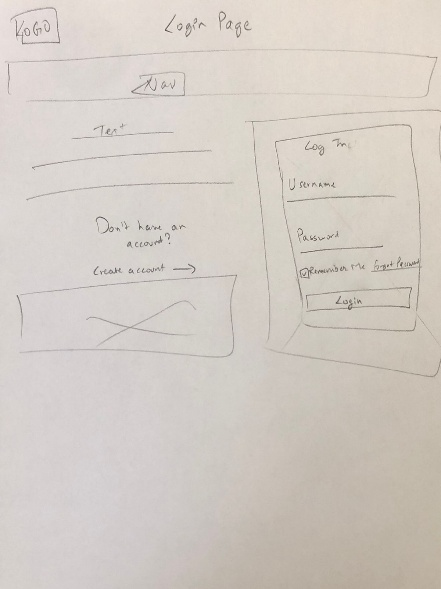 KOGO
Login Page
Nav
Text
Log In
Username
Don't have an
account?
Password
Create account →
Remember Me Forgot Password
Login